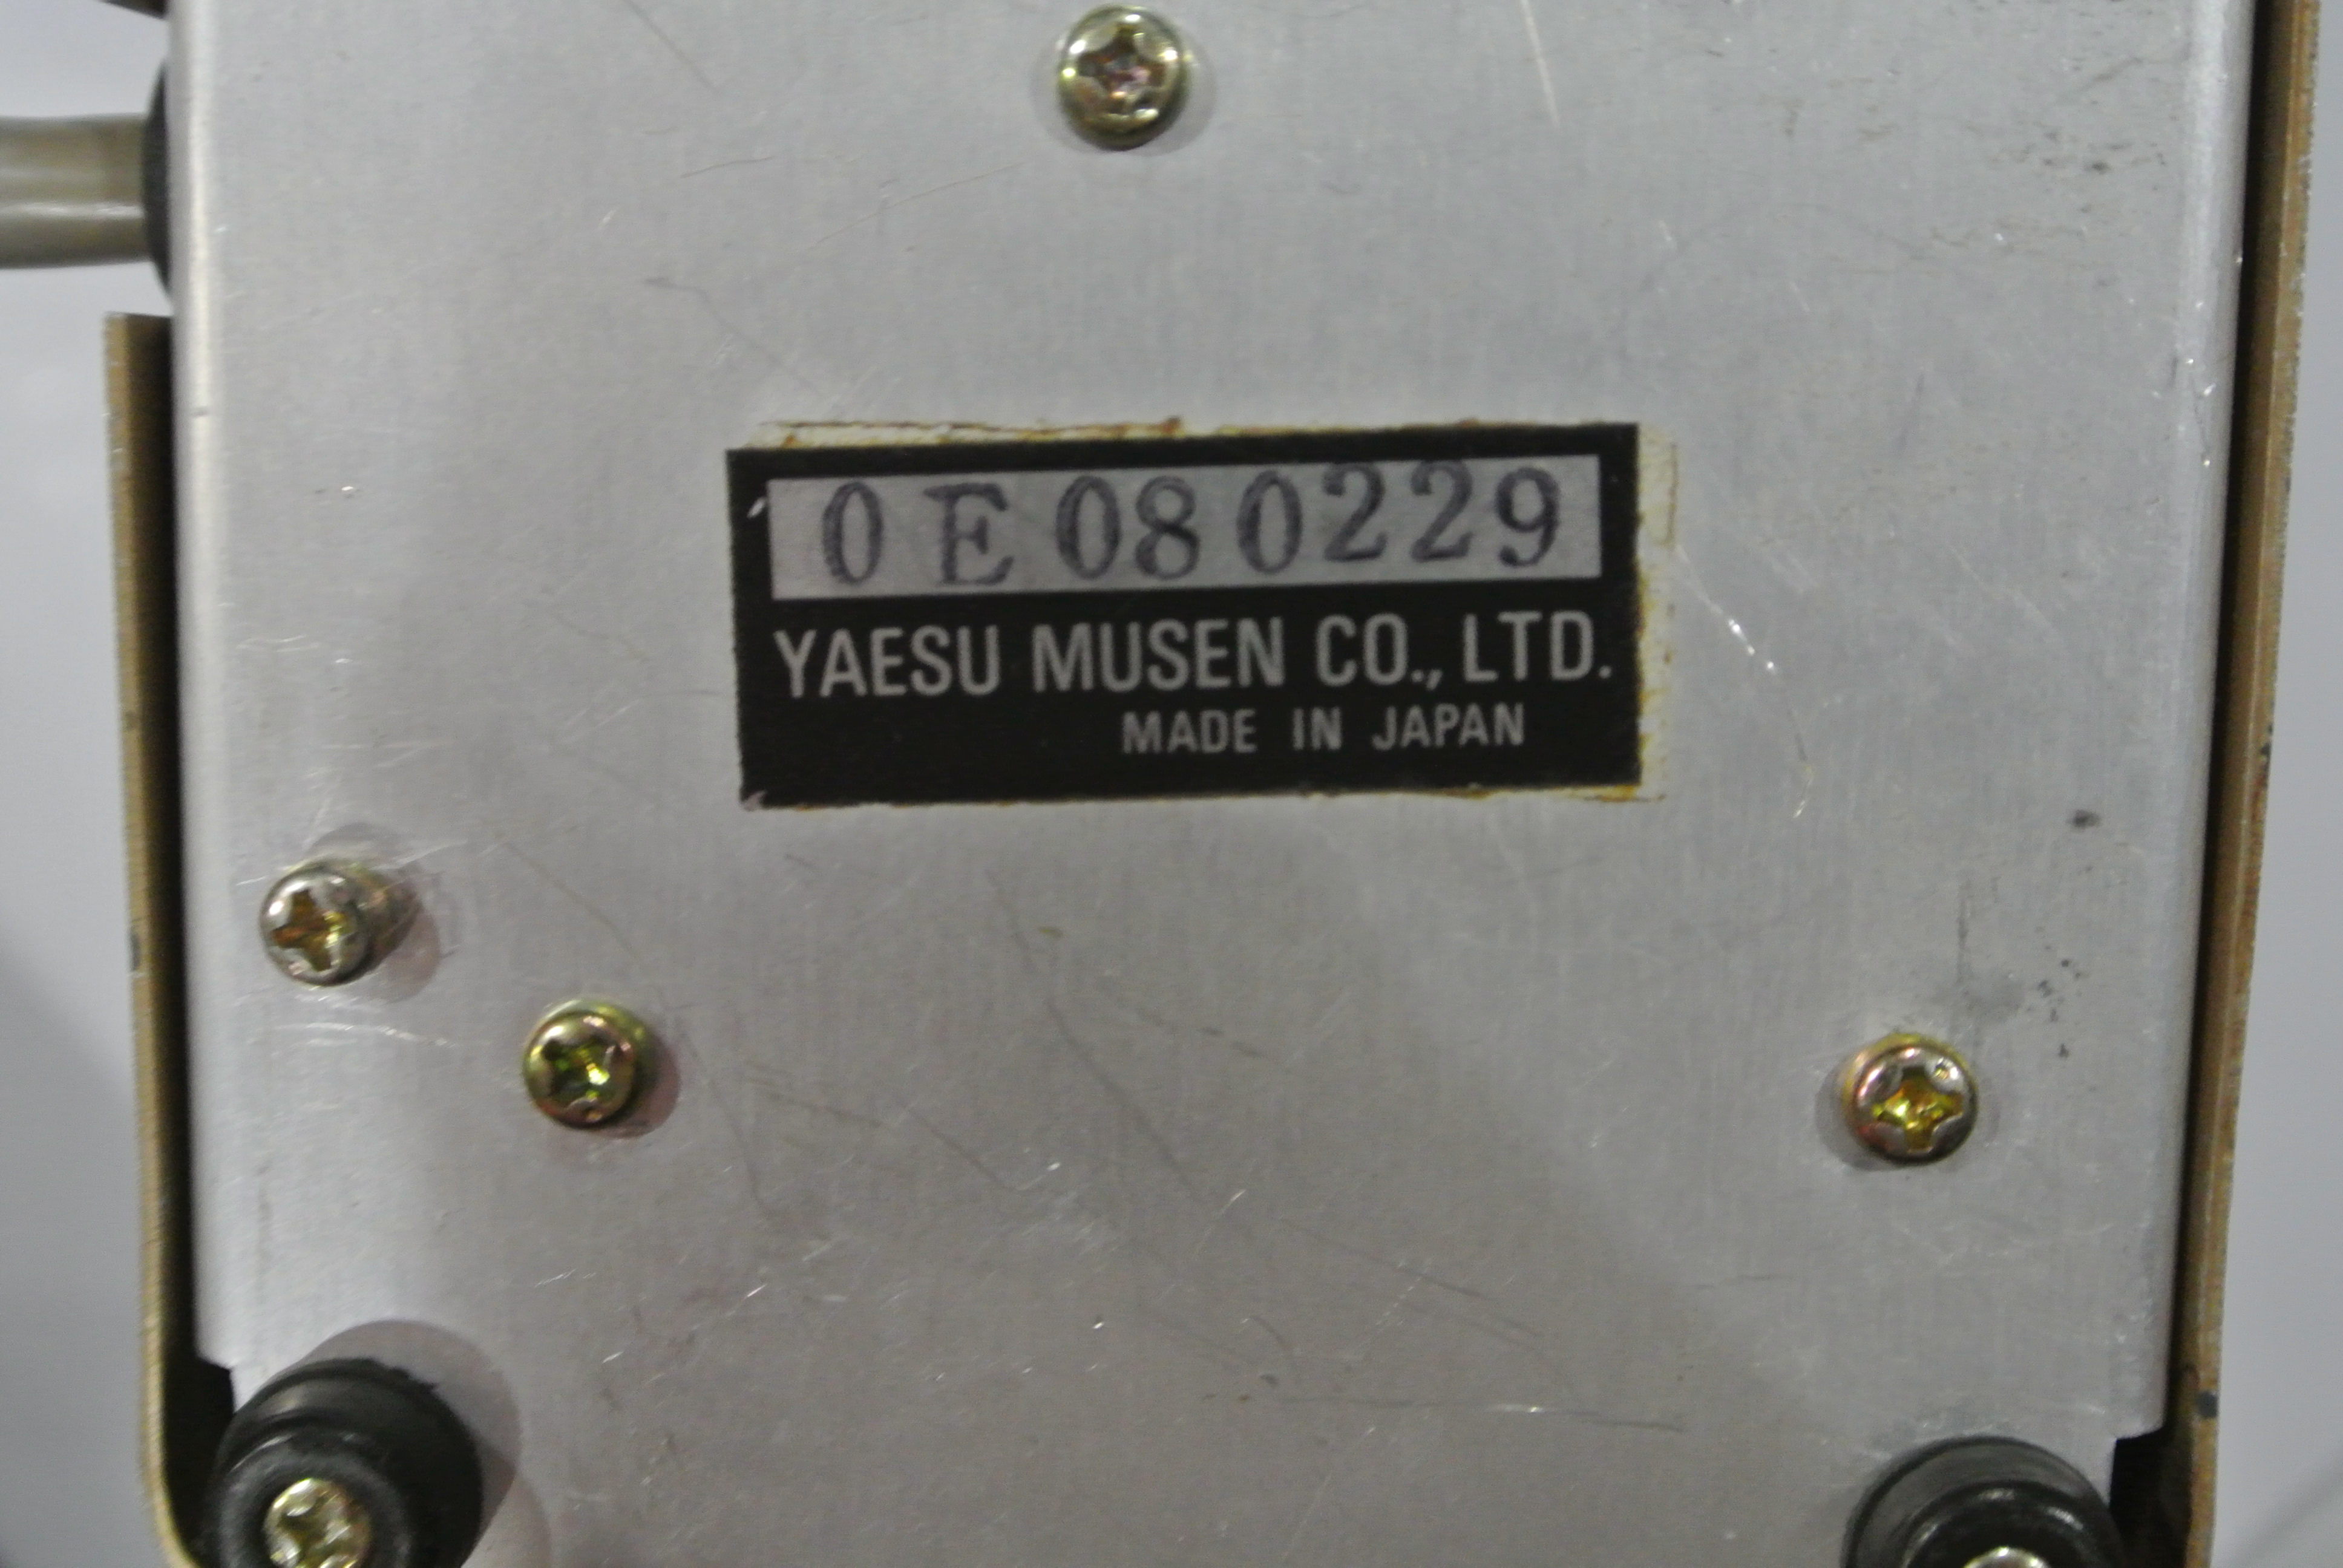 0E080229
YAESU MUSEN CO., LTD.
MADE IN JAPAN